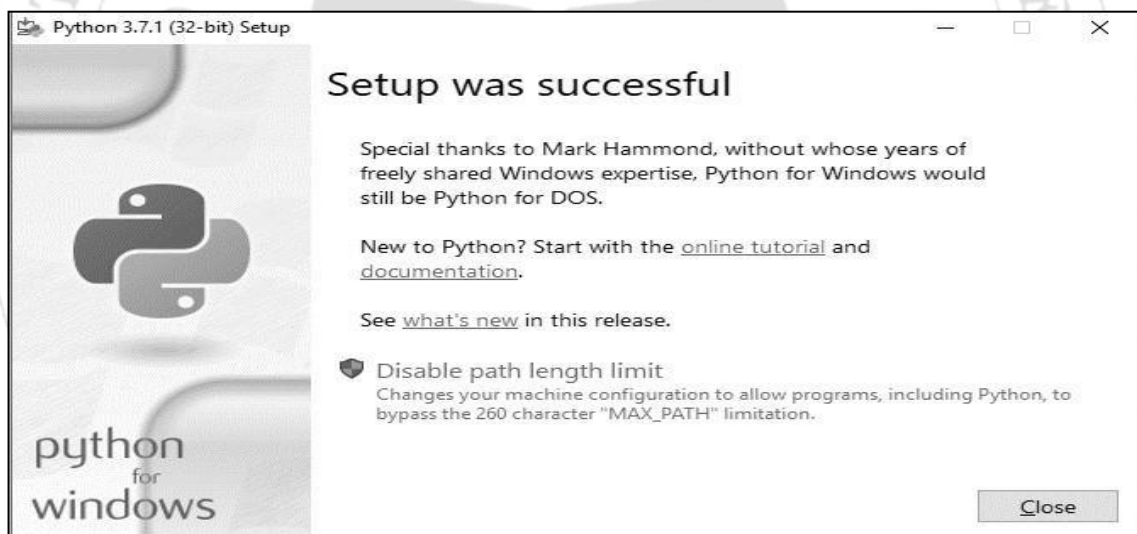 Python 3.7.1 (32-bit) Setup
Setup was successful
Special thanks to Mark Hammond, without whose years of
freely shared Windows expertise, Python for Windows would
still be Python for DOS.
New to Python? Start with the online tutorial and
documentation.
See what's new in this release.
Disable path length limit
Changes your machine configuration to allow programs, including Python, to
bypass the 260 character "MAX_PATH" limitation.
python
for
windows
Close